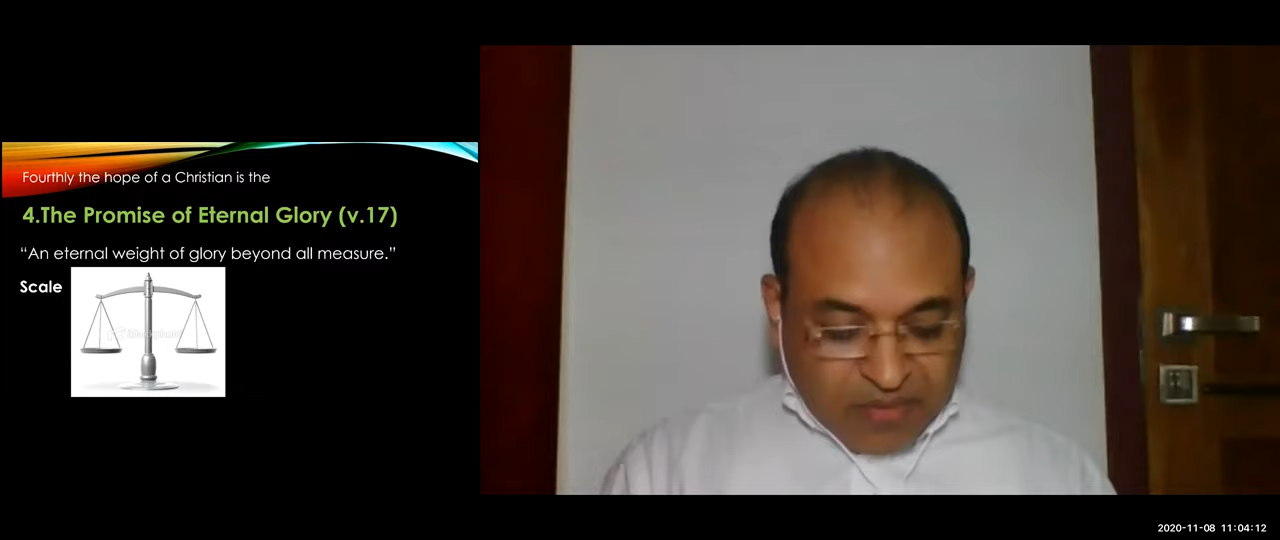 Fourthly the hope of a Christian is the
4.The Promise of Eternal Glory (v.17)
“An eternal weight of glory beyond all measure.”
Scale
2020-11-08 11:04:12